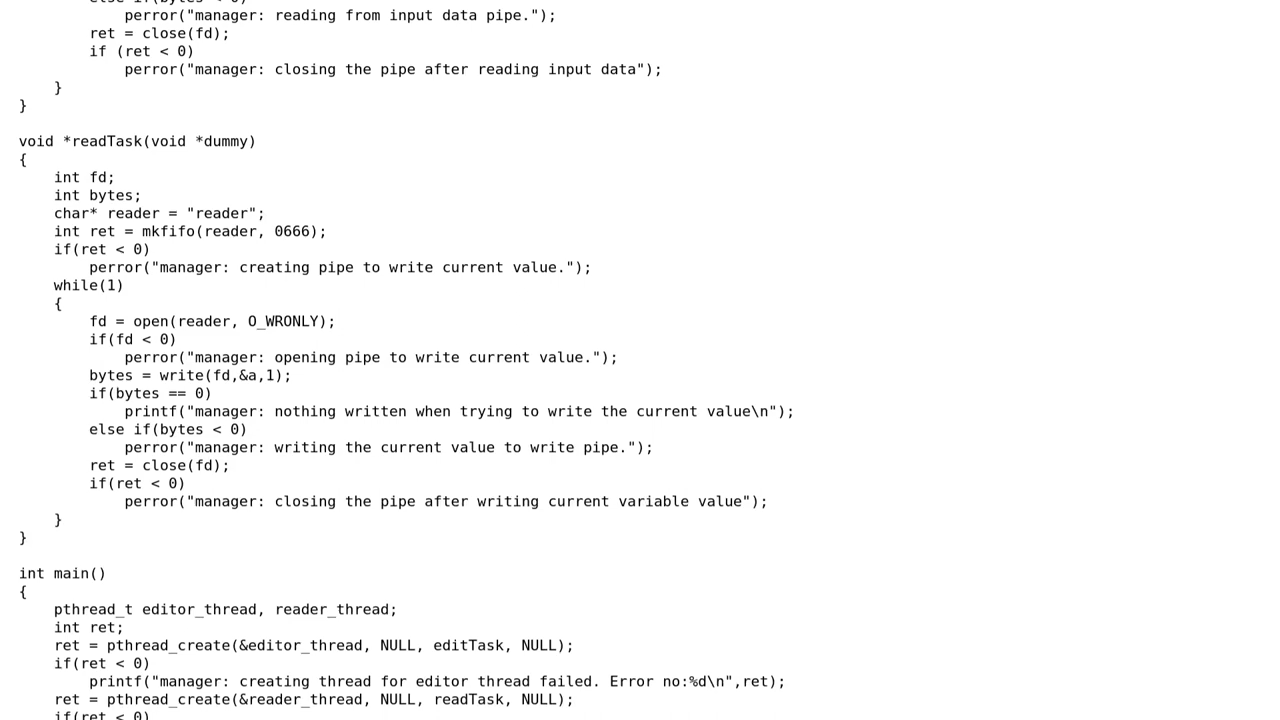 else if(bytes < 0)
perror("manager: reading from input data pipe.");
ret = close(fd);
if (ret < 0)
perror("manager: closing the pipe after reading input data");
}
}
void *readTask(void *dummy)
{
int fd;
int bytes;
char* reader = "reader";
int ret = mkfifo(reader, 0666);
if(ret < 0)
perror("manager: creating pipe to write current value.");
while(1)
{
fd = open(reader, O_WRONLY);
if(fd < 0)
perror("manager: opening pipe to write current value.");
bytes = write(fd,&a,1);
if(bytes == 0)
printf("manager: nothing written when trying to write the current value\n");
else if(bytes < 0)
perror("manager: writing the current value to write pipe.");
ret = close(fd);
if(ret < 0)
perror("manager: closing the pipe after writing current variable value");
}
}
int main()
{
pthread_t editor_thread, reader_thread;
int ret;
ret = pthread_create(&editor_thread, NULL, editTask, NULL);
if(ret < 0)
printf("manager: creating thread for editor thread failed. Error no:%d\n",ret);
ret = pthread_create(&reader_thread, NULL, readTask, NULL);
if(ret < 0)